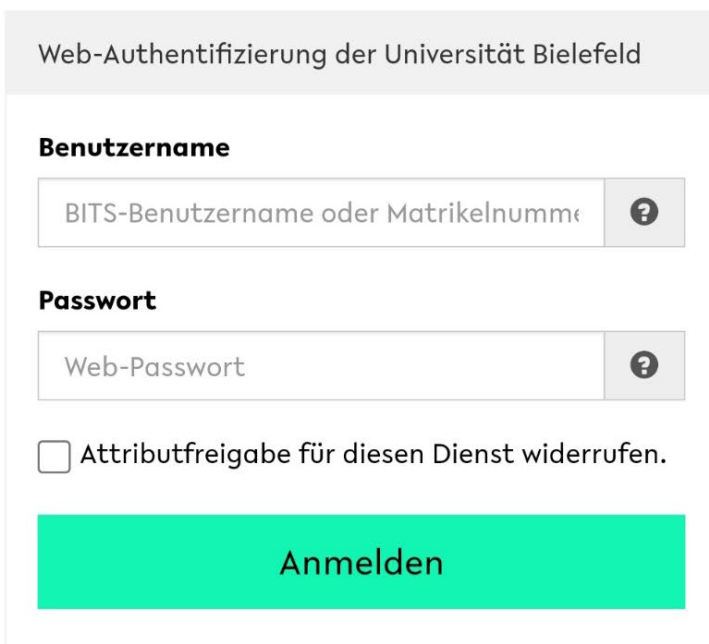 Web-Authentifizierung der Universität Bielefeld
Benutzername
BITS-Benutzername oder Matrikelnumme
Passwort
Web-Passwort
Attributfreigabe für diesen Dienst widerrufen.
Anmelden